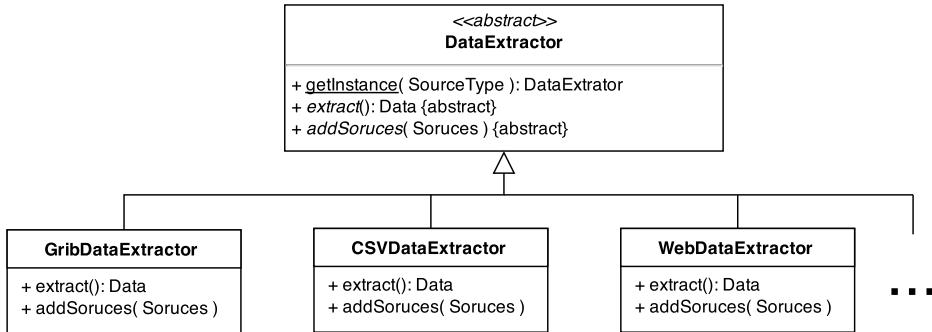 <<abstract>>
DataExtractor
+ getInstance( SourceType ): DataExtrator
+ extract(): Data {abstract}
+ addSoruces( Soruces ) {abstract}
GribDataExtractor
+ extract(): Data
+ addSoruces( Soruces )
CSVDataExtractor
+ extract(): Data
+ addSoruces( Soruces )
WebDataExtractor
+ extract(): Data
+ addSoruces( Soruces )
...